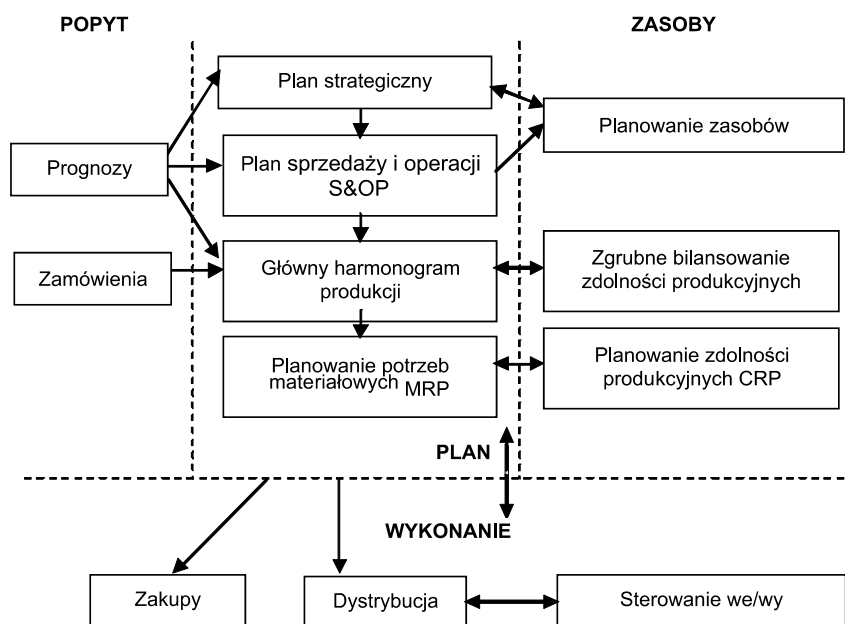 POPYT
ZASOBY
Plan strategiczny
Planowanie zasobów
Prognozy
Plan sprzedaży i operacji
S&OP
Zamówienia
Główny harmonogram
produkcji
Zgrubne bilansowanie
zdolności produkcyjnych
Planowanie potrzeb
materiałowych MRP
Planowanie zdolności
produkcyjnych CRP
PLAN
WYKONANIE
Zakupy
Dystrybucja
Sterowanie we/wy